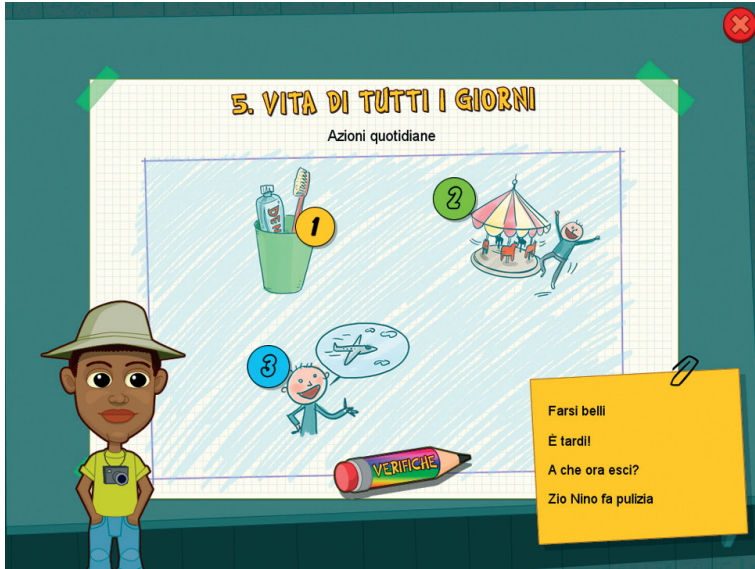 5. VITA DI TUTTI I GIORNI
Azioni quotidiane
DEN
1
2
3
VERIFICHE
Farsi belli
È tardi!
A che ora esci?
Zio Nino fa pulizia